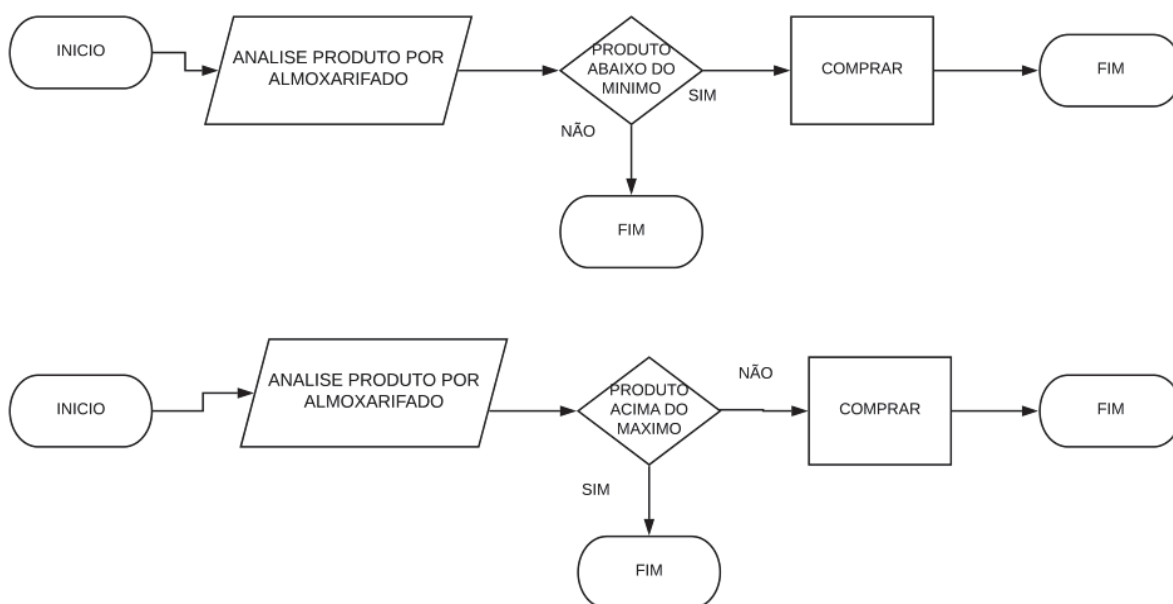 INICIO
ANALISE PRODUTO POR
ALMOXARIFADO
PRODUTO
ABAIXO DO
MINIMO
SIM
NÃO
COMPRAR
FIM
FIM
INICIO
ANALISE PRODUTO POR
ALMOXARIFADO
PRODUTO
ACIMA DO
MAXIMO
NÃO
SIM
COMPRAR
FIM
FIM